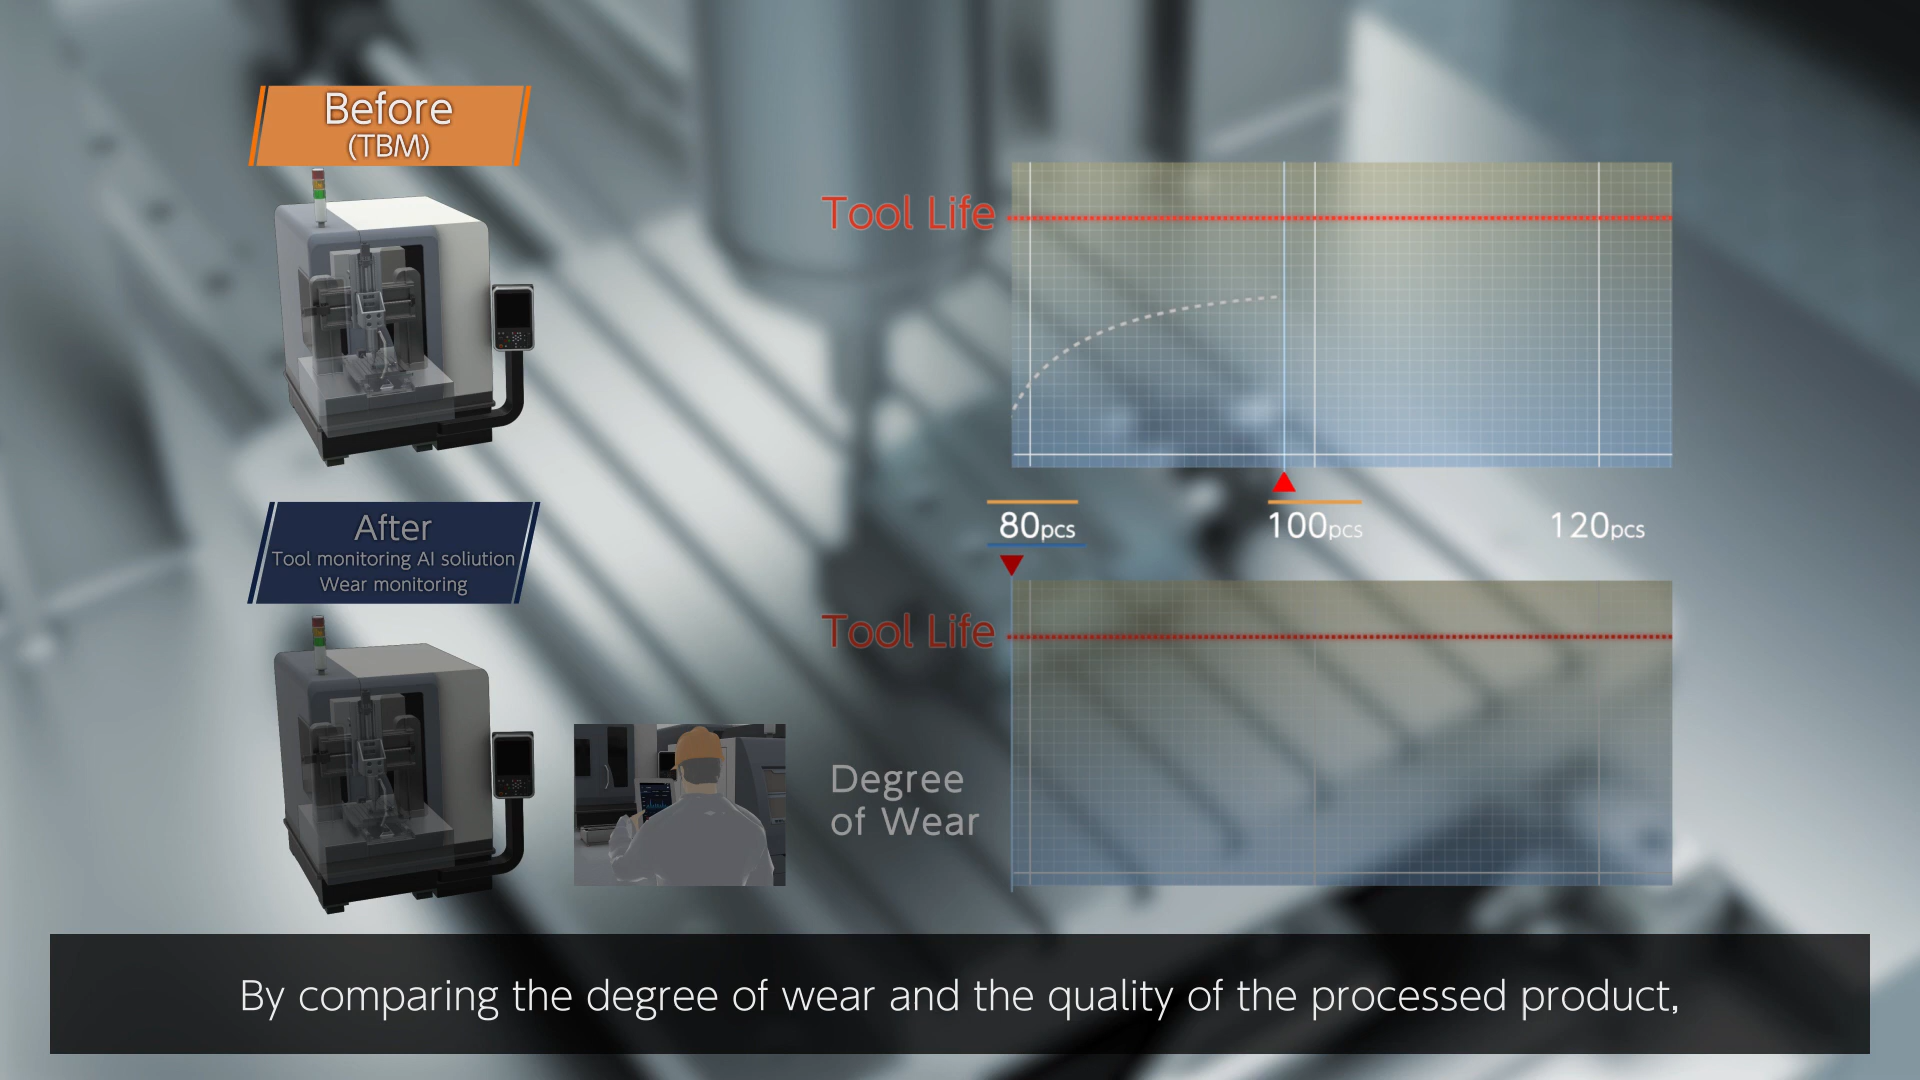 Before
(TBM)
Tool Life
80pcs
100pcs
120pcs
After
Tool monitoring AI soliution
Wear monitoring
Tool Life
Degree
of Wear
By comparing the degree of wear and the quality of the processed product,